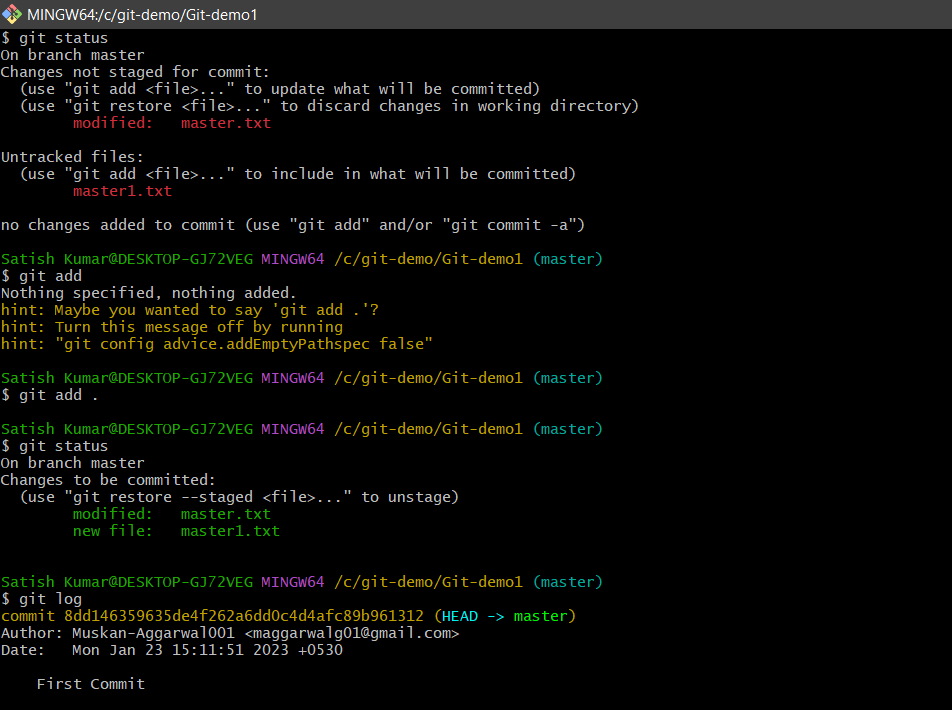 MINGW64:/c/git-demo/Git-demo1
$ git status
On branch master
Changes not staged for commit:
  (use "git add <file>..." to update what will be committed)
  (use "git restore <file>..." to discard changes in working directory)
        modified:   master.txt

Untracked files:
  (use "git add <file>..." to include in what will be committed)
        master1.txt

no changes added to commit (use "git add" and/or "git commit -a")

Satish Kumar@DESKTOP-GJ72VEG MINGW64 /c/git-demo/Git-demo1 (master)
$ git add
Nothing specified, nothing added.
hint: Maybe you wanted to say 'git add .'?
hint: Turn this message off by running
hint: "git config advice.addEmptyPathspec false"

Satish Kumar@DESKTOP-GJ72VEG MINGW64 /c/git-demo/Git-demo1 (master)
$ git add .

Satish Kumar@DESKTOP-GJ72VEG MINGW64 /c/git-demo/Git-demo1 (master)
$ git status
On branch master
Changes to be committed:
  (use "git restore --staged <file>..." to unstage)
        modified:   master.txt
        new file:   master1.txt

Satish Kumar@DESKTOP-GJ72VEG MINGW64 /c/git-demo/Git-demo1 (master)
$ git log
commit 8dd146359635de4f262a6dd0c4d4afc89b961312 (HEAD -> master)
Author: Muskan-Aggarwal001 <maggarwalg01@gmail.com>
Date:   Mon Jan 23 15:11:51 2023 +0530

    First Commit